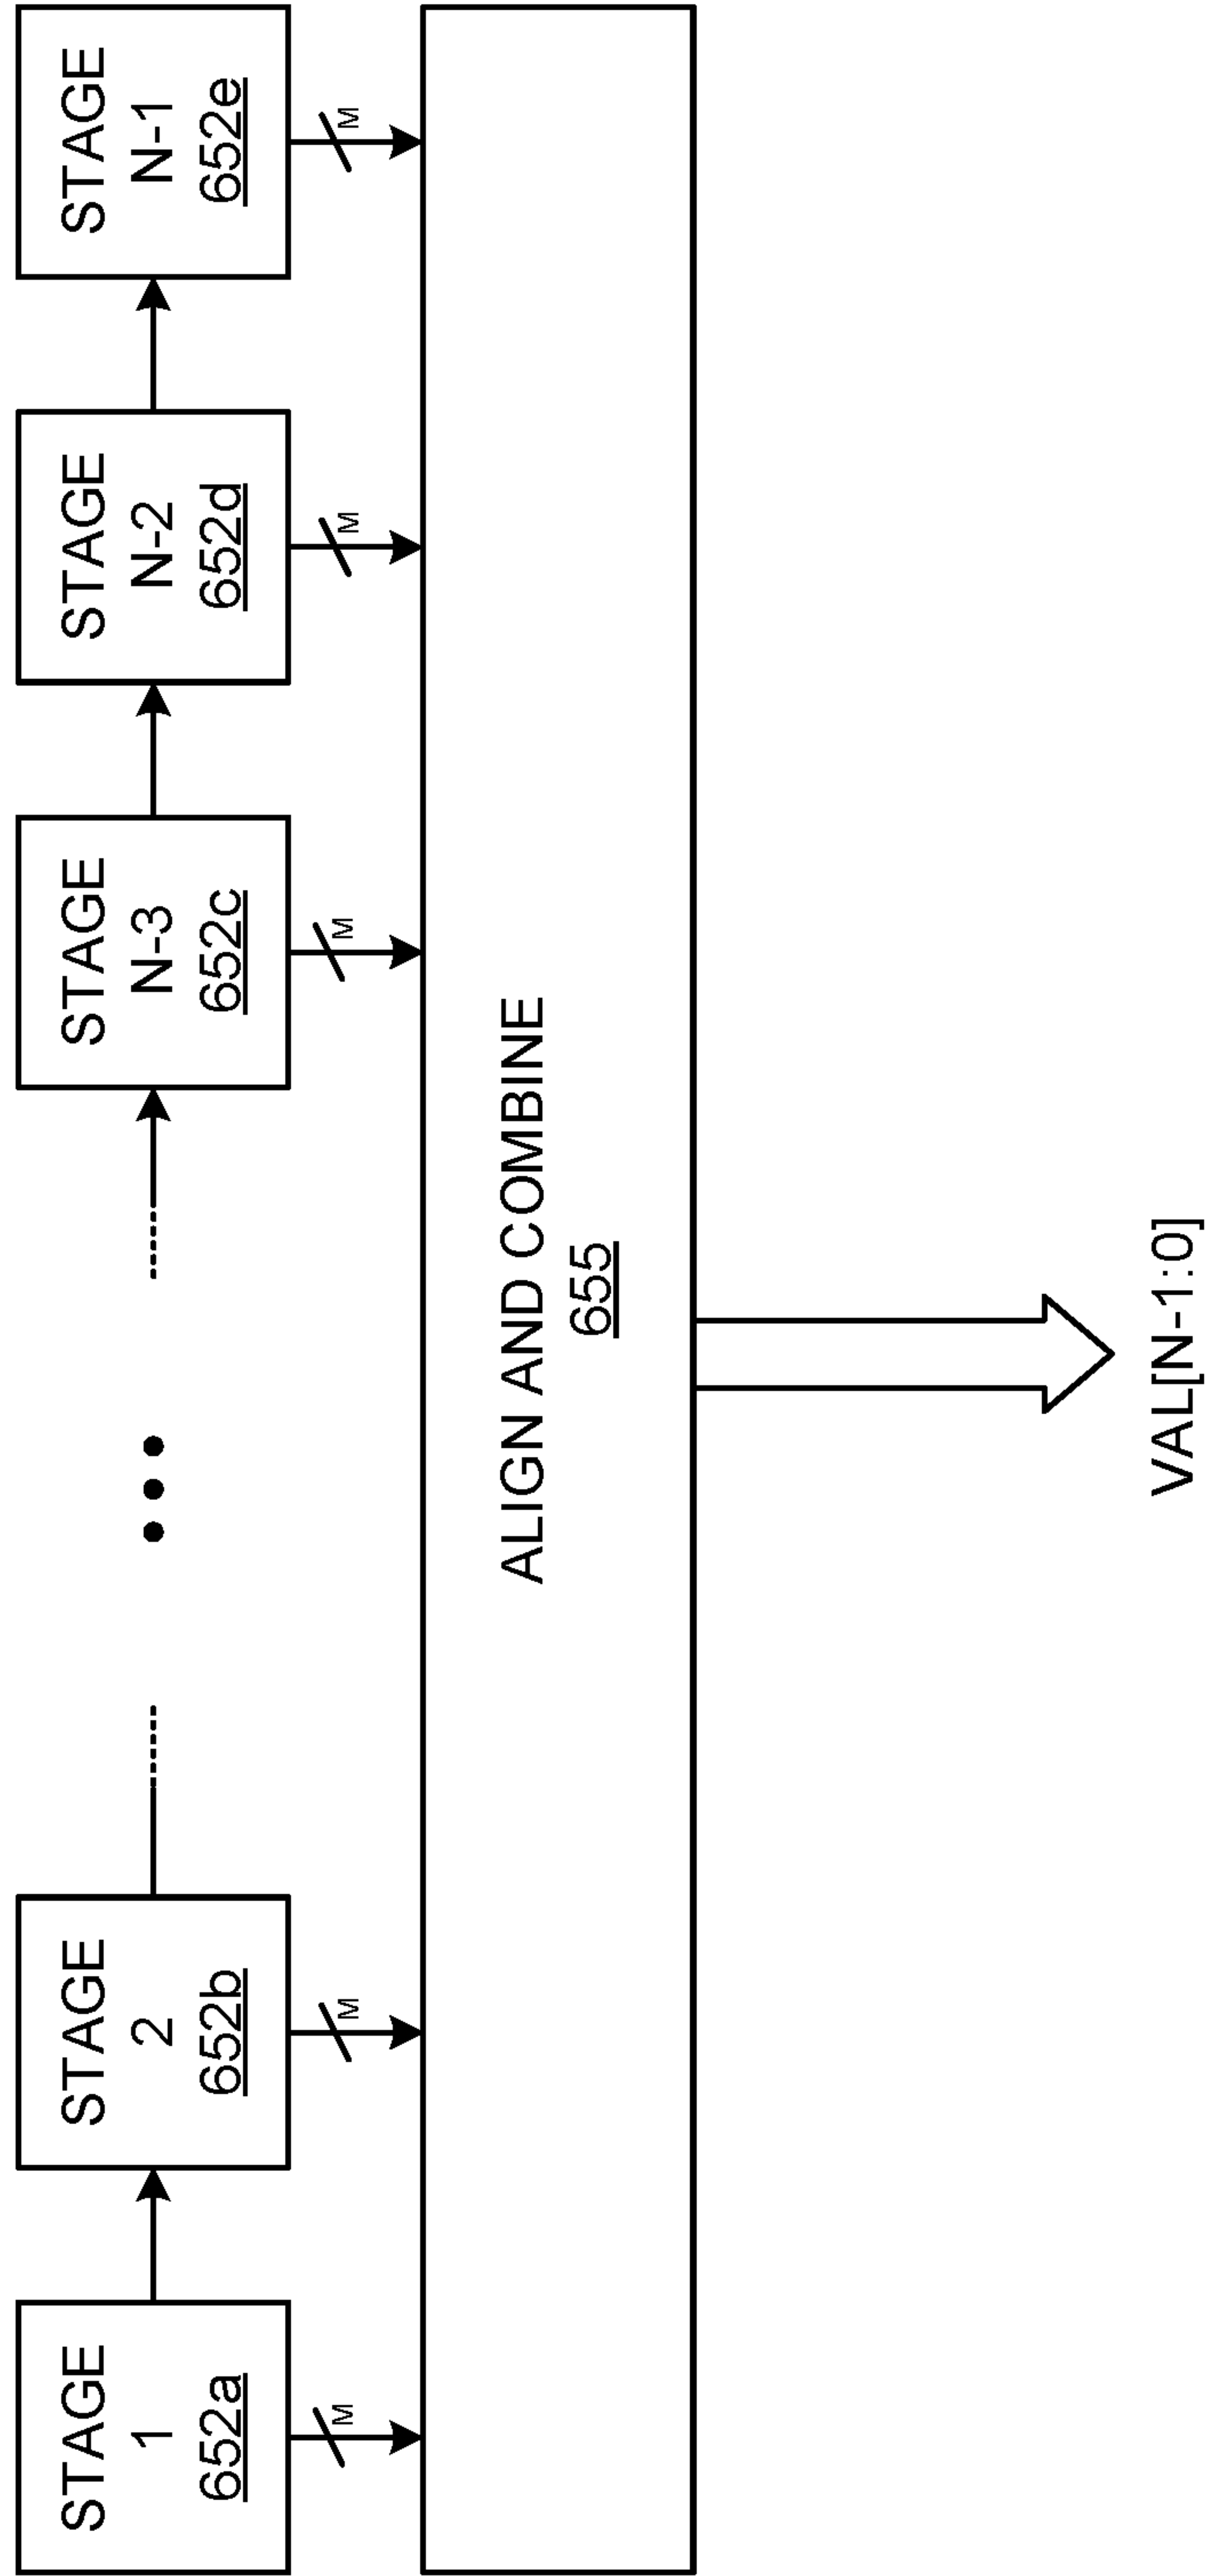 STAGE
1
652a
STAGE
2
652b
STAGE
N-3
652c
STAGE
N-2
652d
STAGE
N-1
652e
M
M
M
M
M
ALIGN AND COMBINE
655
VAL[N-1:0]